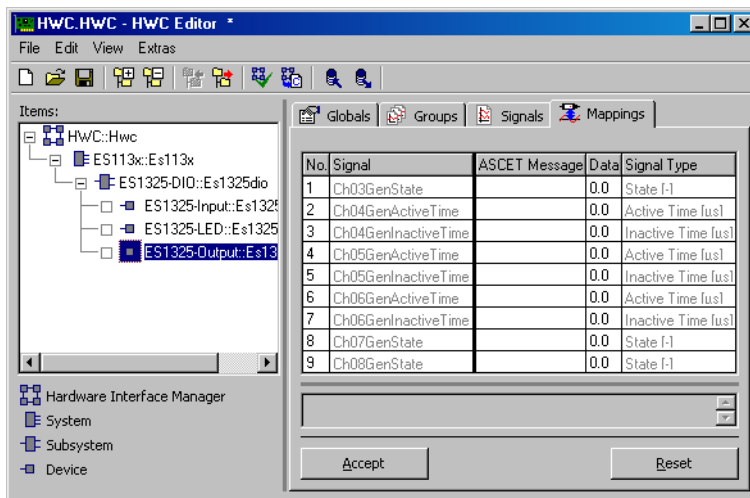 HWC.HWC - HWC Editor *
File Edit View Extras
Items:
HWC::Hwc
ES113x::Es113x
ES1325-DIO::Es1325dio
ES1325-Input::Es1325
ES1325-LED::Es1325
ES1325-Output::Es13
Hardware Interface Manager
System
Subsystem
Device
Globals Groups Signals Mappings
No. Signal ASCET Message Data Signal Type
1 Ch03GenState 0.0 State [-]
2 Ch04GenActiveTime 0.0 Active Time [us]
3 Ch04GenInactiveTime 0.0 Inactive Time [us]
4 Ch05GenActiveTime 0.0 Active Time [us]
5 Ch05GenInactiveTime 0.0 Inactive Time [us]
6 Ch06GenActiveTime 0.0 Active Time [us]
7 Ch06GenInactiveTime 0.0 Inactive Time [us]
8 Ch07GenState 0.0 State [-]
9 Ch08GenState 0.0 State [-]
Accept Reset